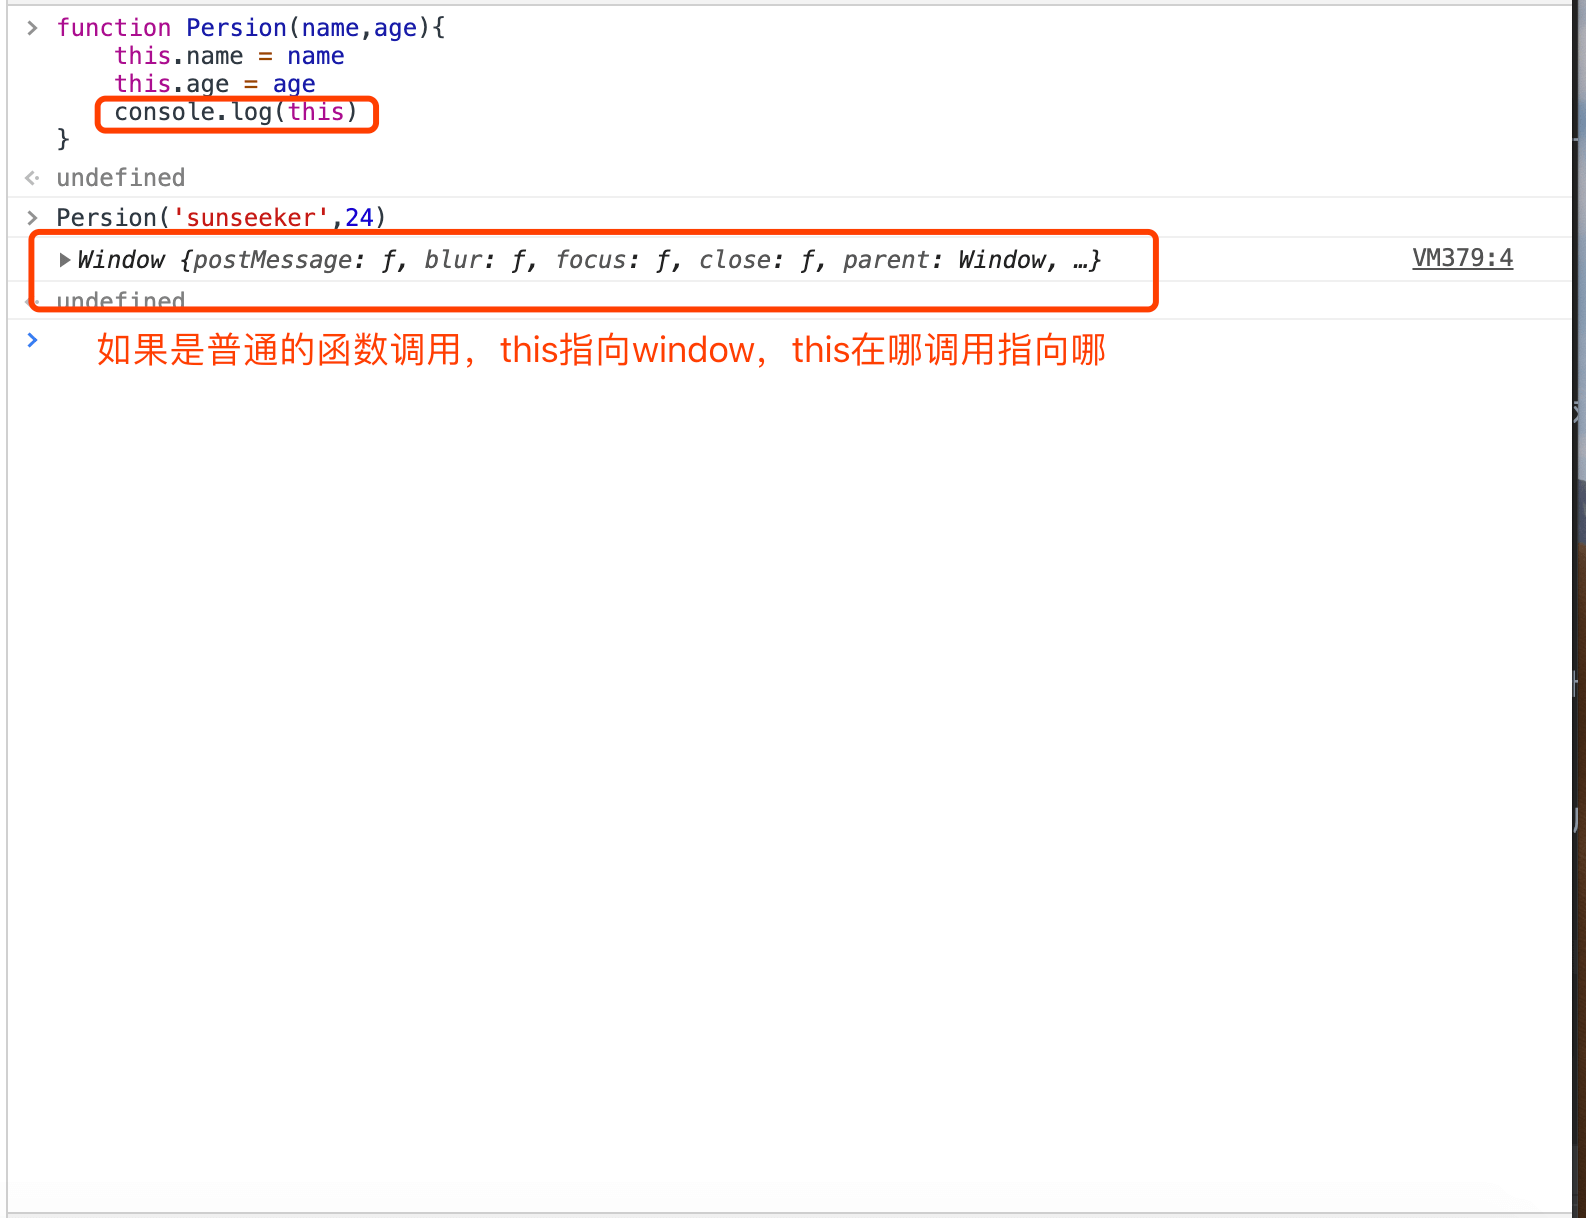 function Persion(name,age){
this.name = name
this.age = age
console.log(this)
}
undefined
Persion('sunseeker',24)
Window {postMessage: ƒ, blur: ƒ, focus: ƒ, close: ƒ, parent: Window, …}
VM379:4
undefined
如果是普通的函数调用，this指向window，this在哪调用指向哪